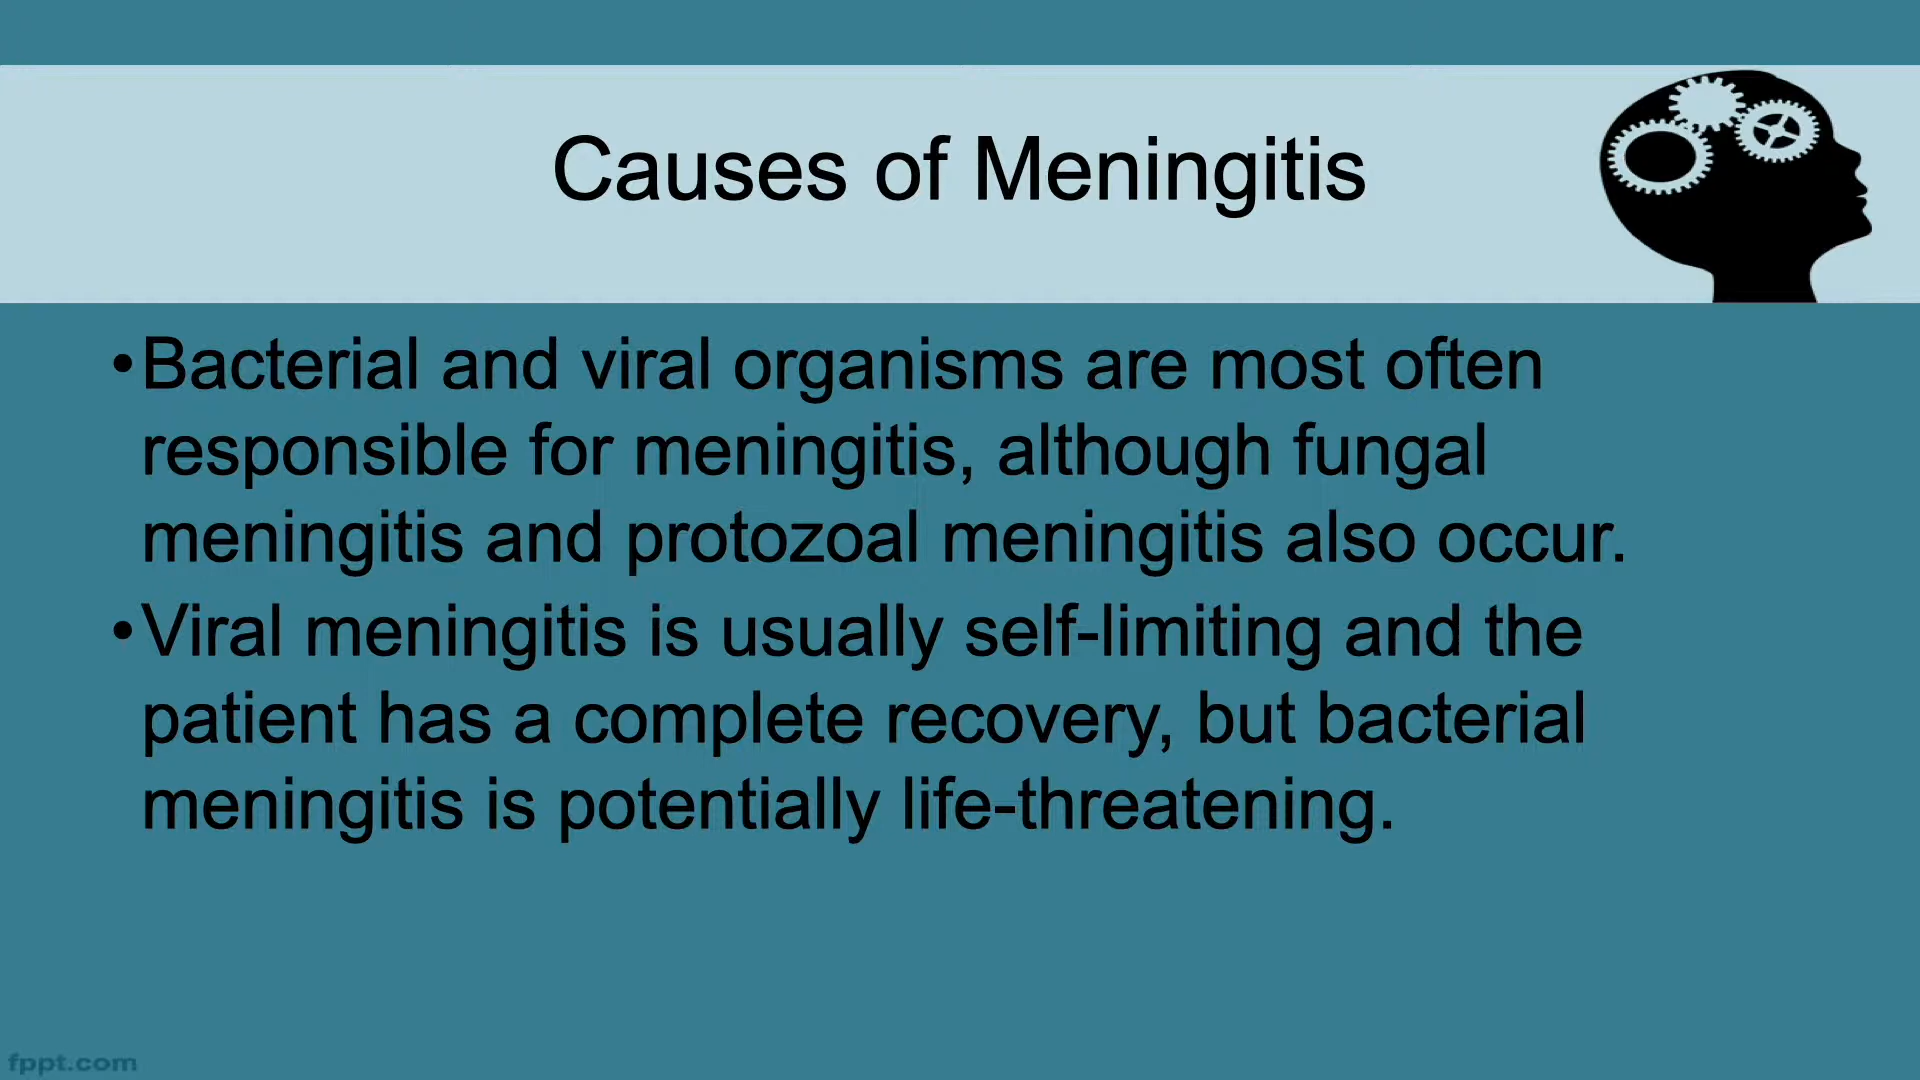 Causes of Meningitis
•Bacterial and viral organisms are most often
responsible for meningitis, although fungal
meningitis and protozoal meningitis also occur.
•Viral meningitis is usually self-limiting and the
patient has a complete recovery, but bacterial
meningitis is potentially life-threatening.
fppt.com